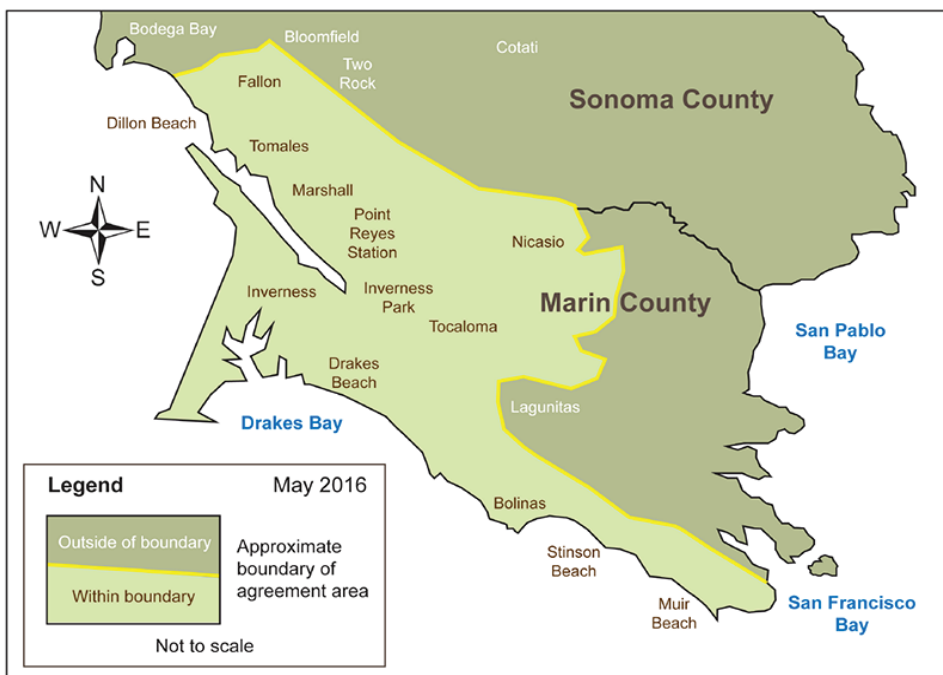 Bodega Bay
Bloomfield
Cotati
Two
Rock
Fallon
Sonoma County
Dillon Beach
Tomales
N
W
E
S
Marshall
Point
Reyes
Station
Nicasio
Inverness
Inverness
Park
Marin County
Tocaloma
San Pablo
Bay
Drakes
Beach
Lagunitas
Drakes Bay
Legend
May 2016
Outside of boundary
Within boundary
Approximate
boundary of
agreement area
Not to scale
Bolinas
Stinson
Beach
Muir
Beach
San Francisco
Bay